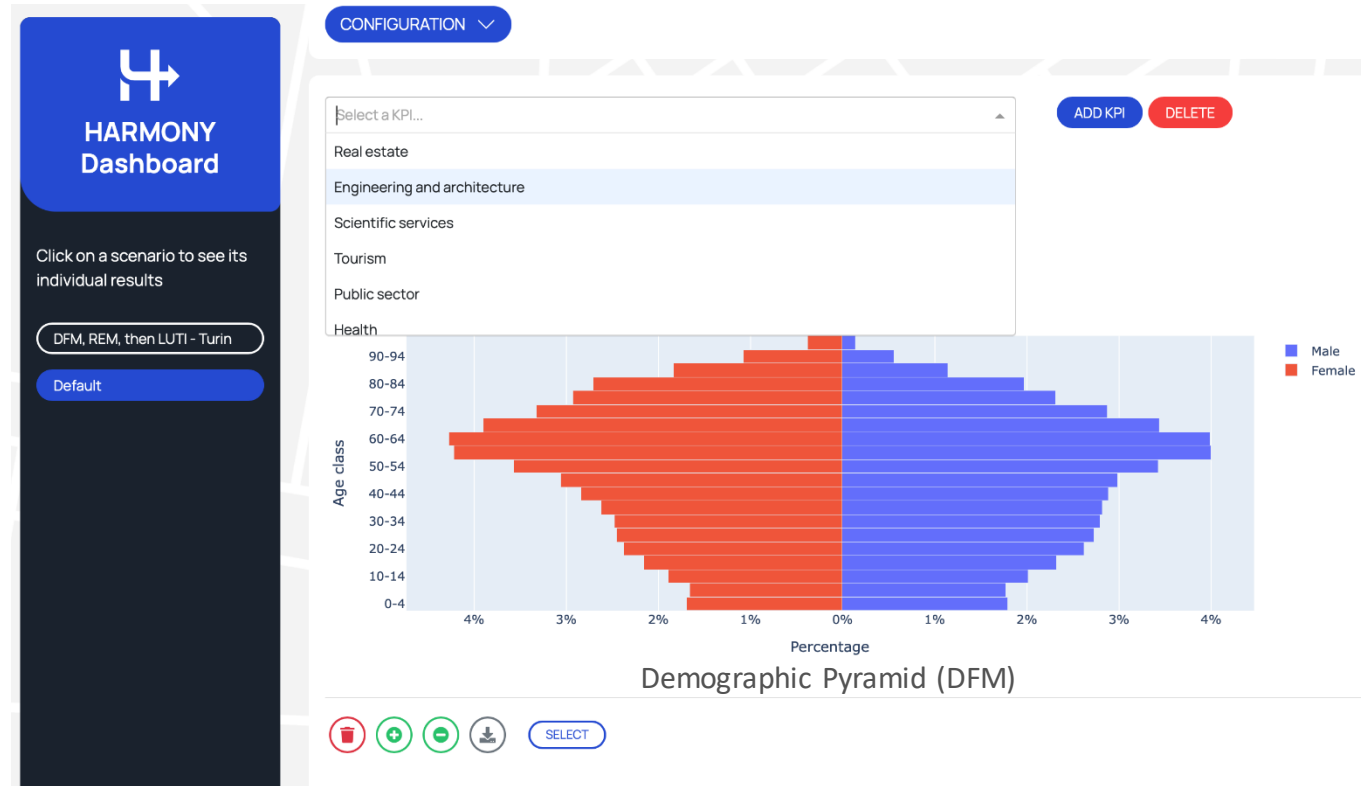 HARMONY
Dashboard
Click on a scenario to see its
individual results
DFM, REM, then LUTI - Turin
Default
CONFIGURATION
Select a KPI...
ADD KPI
DELETE
Real estate
Engineering and architecture
Scientific services
Tourism
Public sector
Health
Age class
90-94
80-84
70-74
60-64
50-54
40-44
30-34
20-24
10-14
0-4
4% 3% 2% 1% 0% 1% 2% 3% 4%
Percentage
Male
Female
Demographic Pyramid (DFM)
SELECT